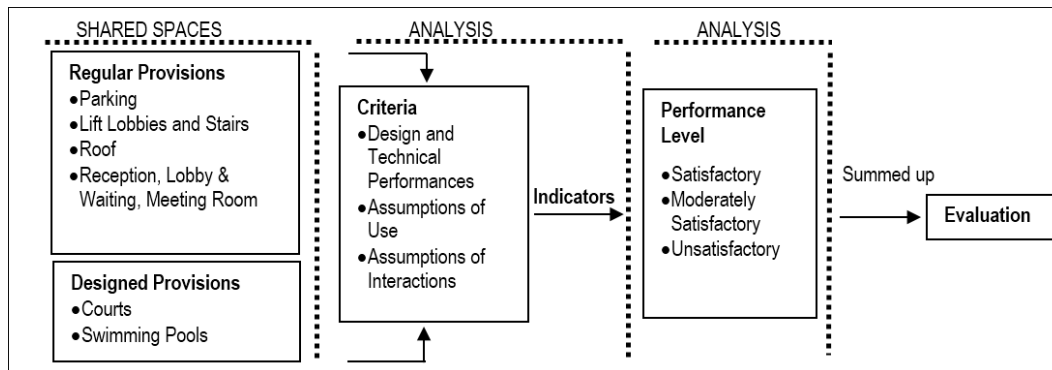 SHARED SPACES
Regular Provisions
•Parking
•Lift Lobbies and Stairs
•Roof
•Reception, Lobby &
Waiting, Meeting Room
Designed Provisions
•Courts
•Swimming Pools
ANALYSIS
Criteria
•Design and
Technical
Performances
•Assumptions of
Use
•Assumptions of
Interactions
Indicators
ANALYSIS
Performance
Level
•Satisfactory
•Moderately
Satisfactory
•Unsatisfactory
Summed up
Evaluation